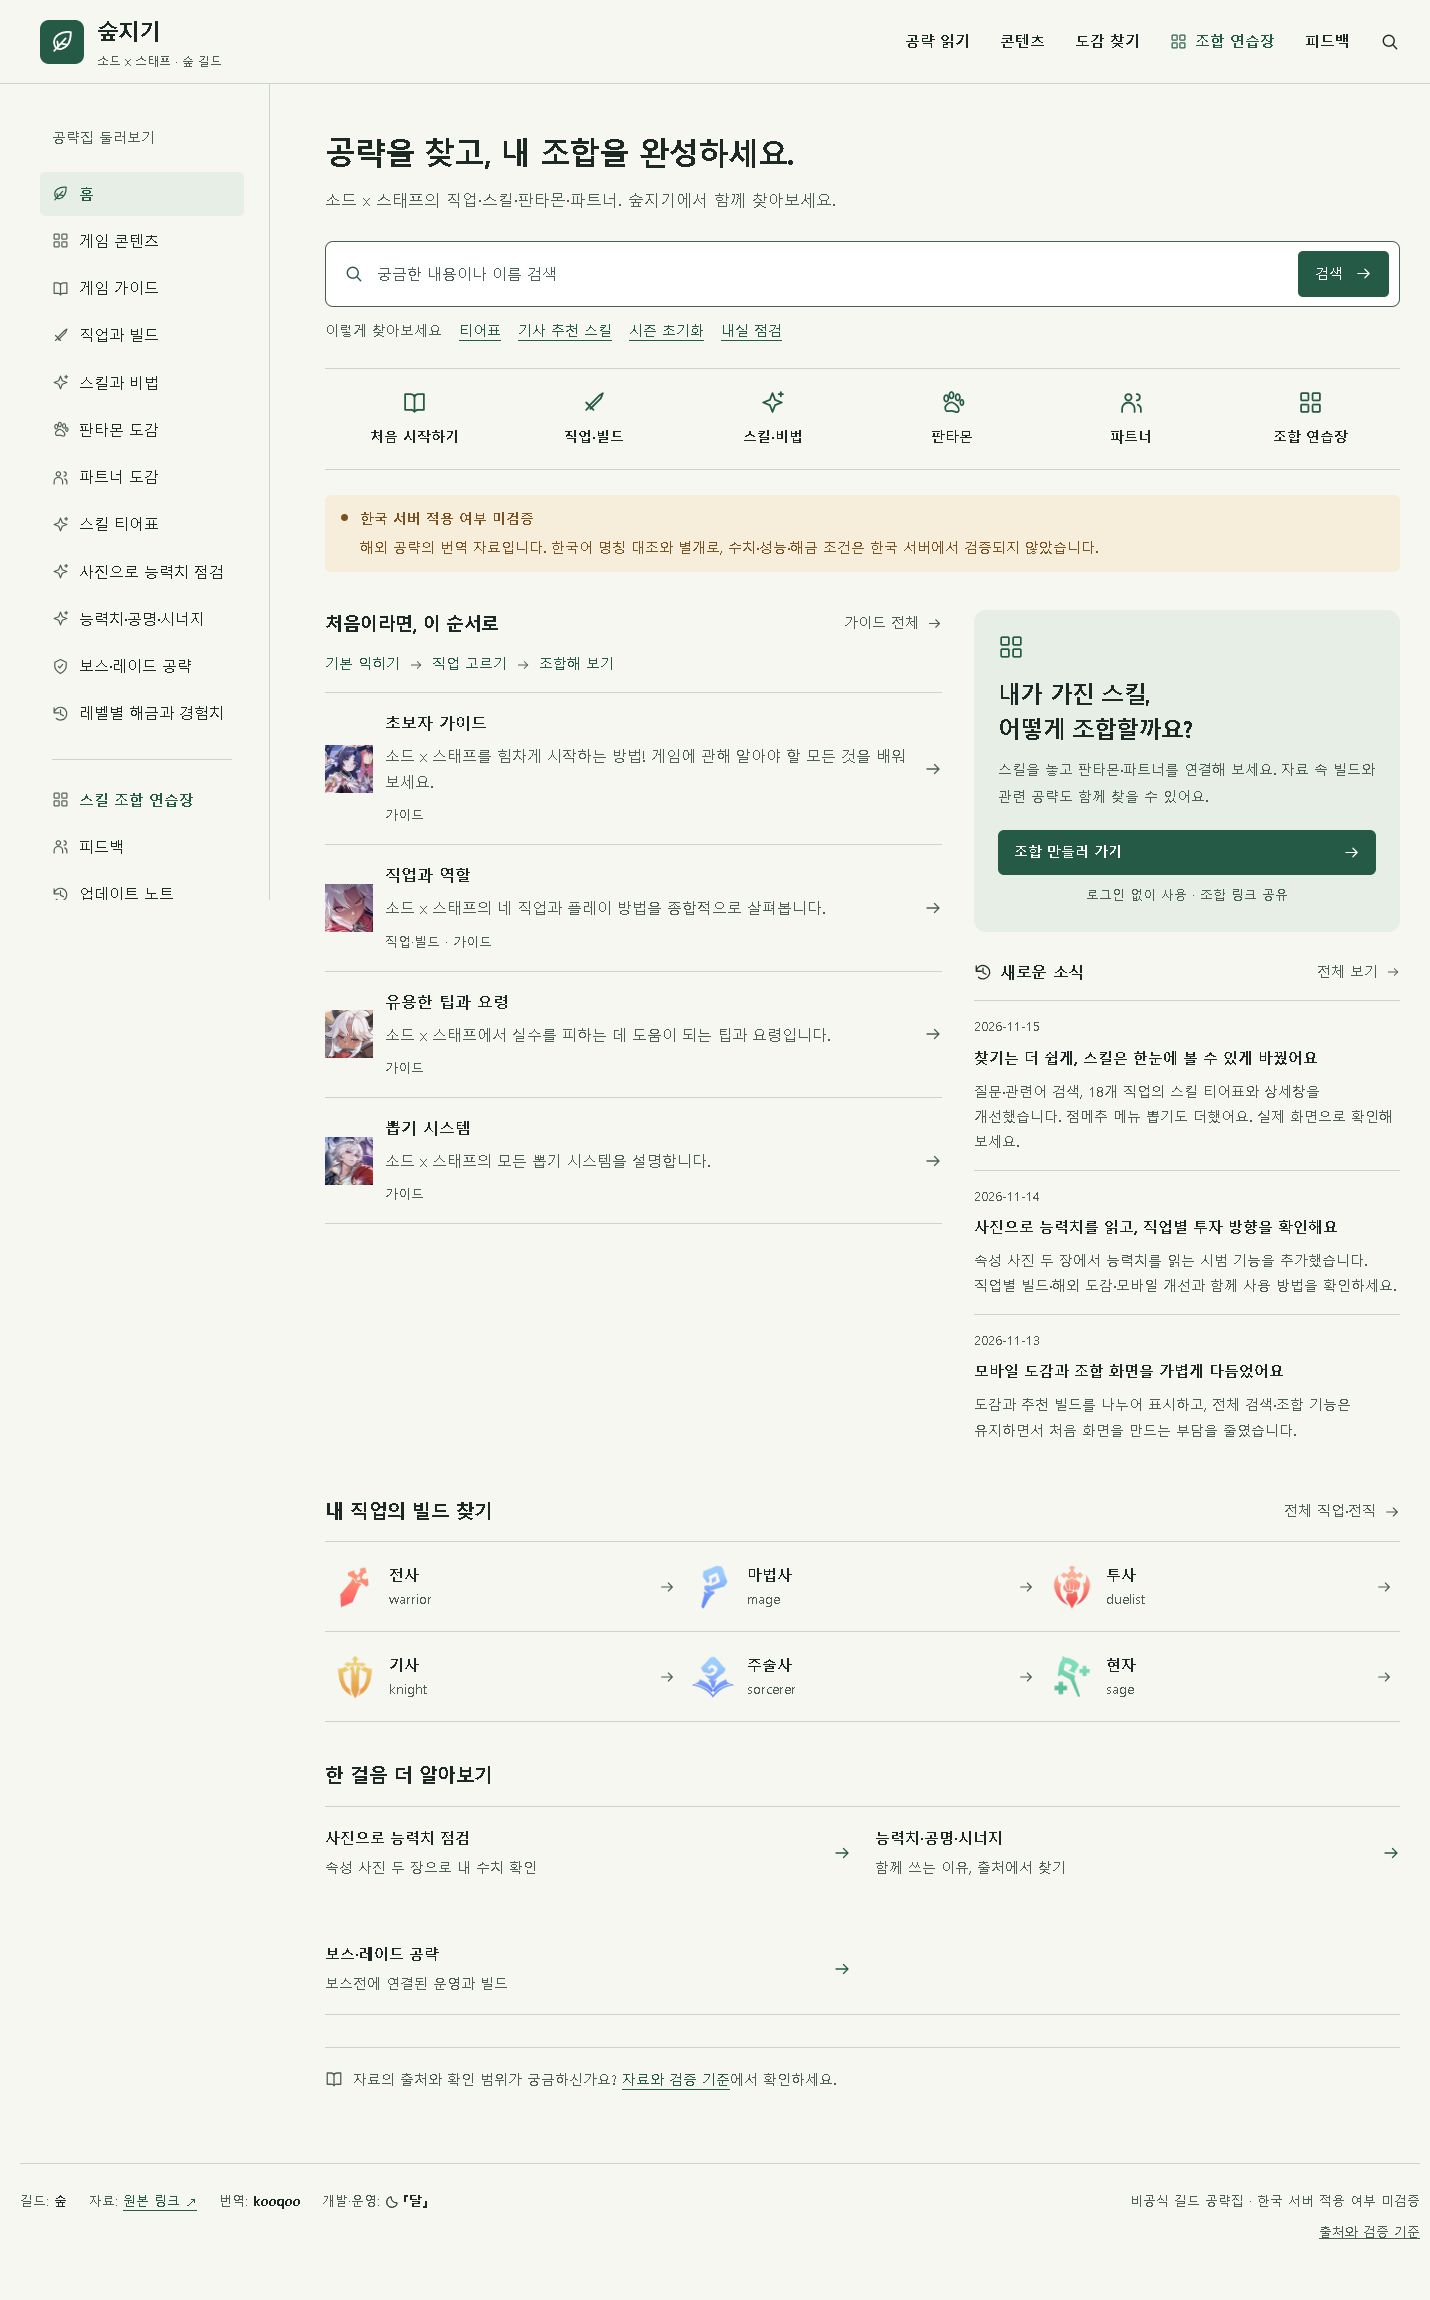 숲지기
소드 x 스태프 · 숲 길드
공략 읽기
콘텐츠
도감 찾기
조합 연습장
피드백
공략집 둘러보기
홈
게임 콘텐츠
게임 가이드
직업과 빌드
스킬과 비법
판타몬 도감
파트너 도감
스킬 티어표
사진으로 능력치 점검
능력치·공명·시너지
보스·레이드 공략
레벨별 해금과 경험치
스킬 조합 연습장
피드백
업데이트 노트
공략을 찾고, 내 조합을 완성하세요.
소드 x 스태프의 직업·스킬·판타몬·파트너. 숲지기에서 함께 찾아보세요.
궁금한 내용이나 이름 검색
검색 →
이렇게 찾아보세요 티어표 기사 추천 스킬 시즌 초기화 내실 점검
처음 시작하기
직업·빌드
스킬·비법
판타몬
파트너
조합 연습장
한국 서버 적용 여부 미검증
해외 공략의 번역 자료입니다. 한국어 명칭 대조와 별개로, 수치·성능·해금 조건은 한국 서버에서 검증되지 않았습니다.
처음이라면, 이 순서로
가이드 전체 →
기본 익히기 → 직업 고르기 → 조합해 보기
초보자 가이드
소드 x 스태프를 힘차게 시작하는 방법! 게임에 관해 알아야 할 모든 것을 배워
보세요.
가이드
직업과 역할
소드 x 스태프의 네 직업과 플레이 방법을 종합적으로 살펴봅니다.
직업·빌드 · 가이드
유용한 팁과 요령
소드 x 스태프에서 실수를 피하는 데 도움이 되는 팁과 요령입니다.
가이드
뽑기 시스템
소드 x 스태프의 모든 뽑기 시스템을 설명합니다.
가이드
내가 가진 스킬,
어떻게 조합할까요?
스킬을 놓고 판타몬·파트너를 연결해 보세요. 자료 속 빌드와
관련 공략도 함께 찾을 수 있어요.
조합 만들러 가기 →
로그인 없이 사용 · 조합 링크 공유
새로운 소식
전체 보기 →
2026-11-15
찾기는 더 쉽게, 스킬은 한눈에 볼 수 있게 바꿨어요
질문·관련어 검색, 18개 직업의 스킬 티어표와 상세창을
개선했습니다. 점메추 메뉴 뽑기도 더했어요. 실제 화면으로 확인해
보세요.
2026-11-14
사진으로 능력치를 읽고, 직업별 투자 방향을 확인해요
속성 사진 두 장에서 능력치를 읽는 시범 기능을 추가했습니다.
직업별 빌드·해외 도감·모바일 개선과 함께 사용 방법을 확인하세요.
2026-11-13
모바일 도감과 조합 화면을 가볍게 다듬었어요
도감과 추천 빌드를 나누어 표시하고, 전체 검색·조합 기능은
유지하면서 처음 화면을 만드는 부담을 줄였습니다.
내 직업의 빌드 찾기
전체 직업·전직 →
전사
warrior
마법사
mage
투사
duelist
기사
knight
주술사
sorcerer
현자
sage
한 걸음 더 알아보기
사진으로 능력치 점검
속성 사진 두 장으로 내 수치 확인
능력치·공명·시너지
함께 쓰는 이유, 출처에서 찾기
보스·레이드 공략
보스전에 연결된 운영과 빌드
자료의 출처와 확인 범위가 궁금하신가요? 자료와 검증 기준에서 확인하세요.
길드: 숲 자료: 원본 링크 ↗ 번역: kooqoo 개발·운영: 『달』
비공식 길드 공략집 · 한국 서버 적용 여부 미검증
출처와 검증 기준